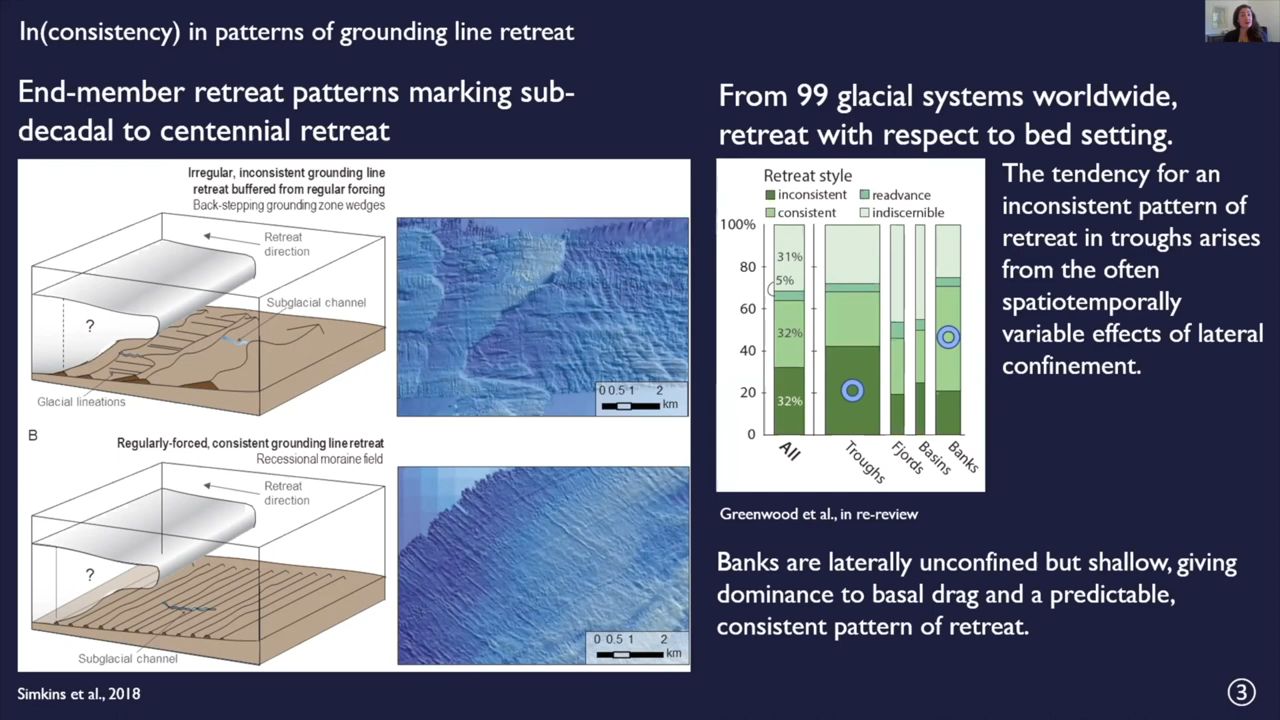 In(consistency) in patterns of grounding line retreat
End-member retreat patterns marking sub-
decadal to centennial retreat
Irregular, inconsistent grounding line
retreat buffered from regular forcing
Back-stepping grounding zone wedges
Retreat
direction
Subglacial channel
?
Glacial lineations
0 0.5 1 2
km
B
Regularly-forced, consistent grounding line retreat
Recessional moraine field
Retreat
direction
?
Subglacial channel
0 0.5 1 2
km
Simkins et al., 2018
From 99 glacial systems worldwide,
retreat with respect to bed setting.
Retreat style
inconsistent readvance
consistent indiscernible
100%
80
60
40
20
0
31%
5%
32%
32%
All
Troughs
Fjords
Basins
Banks
Greenwood et al., in re-review
The tendency for an
inconsistent pattern of
retreat in troughs arises
from the often
spatiotemporally
variable effects of lateral
confinement.
Banks are laterally unconfined but shallow, giving
dominance to basal drag and a predictable,
consistent pattern of retreat.
3